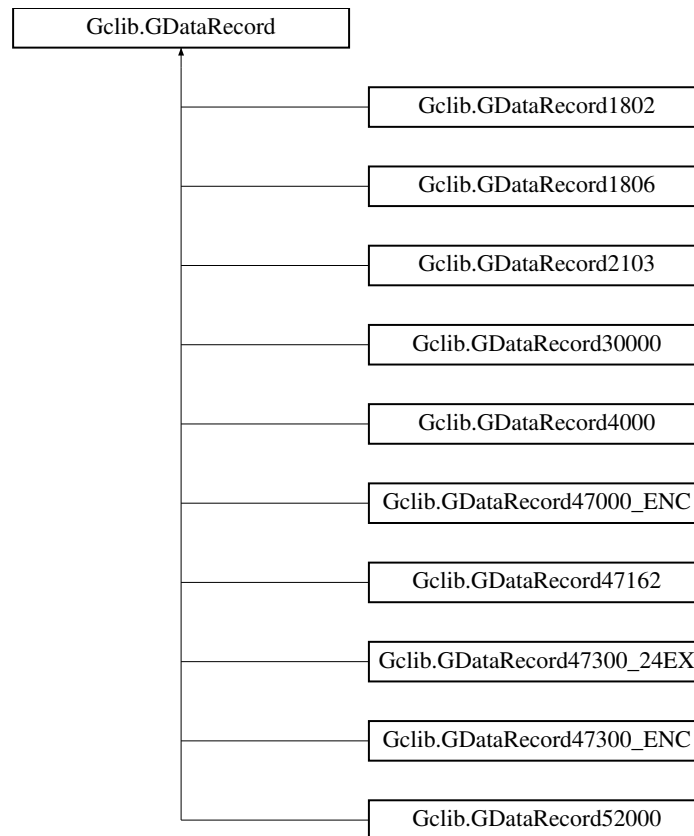 Gclib.GDataRecord
Gclib.GDataRecord1802
Gclib.GDataRecord1806
Gclib.GDataRecord2103
Gclib.GDataRecord30000
Gclib.GDataRecord4000
Gclib.GDataRecord47000_ENC
Gclib.GDataRecord47162
Gclib.GDataRecord47300_24EX
Gclib.GDataRecord47300_ENC
Gclib.GDataRecord52000